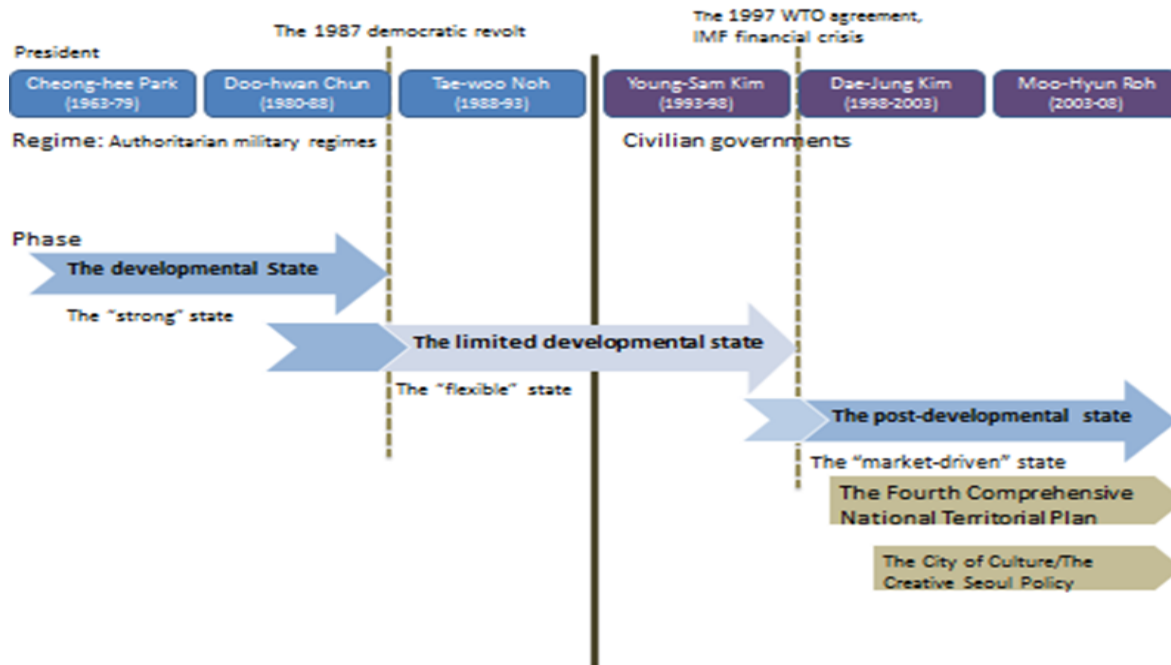 The 1987 democratic revolt
The 1997 WTO agreement,
IMF financial crisis
President
Cheong-hee Park
(1963-79)
Doo-hwan Chun
(1980-88)
Tae-woo Noh
(1988-93)
Young-Sam Kim
(1993-98)
Dae-Jung Kim
(1998-2003)
Moo-Hyun Roh
(2003-08)
Regime: Authoritarian military regimes
Civilian governments
Phase
The developmental State
The “strong” state
The limited developmental state
The “flexible” state
The post-developmental state
The “market-driven” state
The Fourth Comprehensive
National Territorial Plan
The City of Culture/The
Creative Seoul Policy